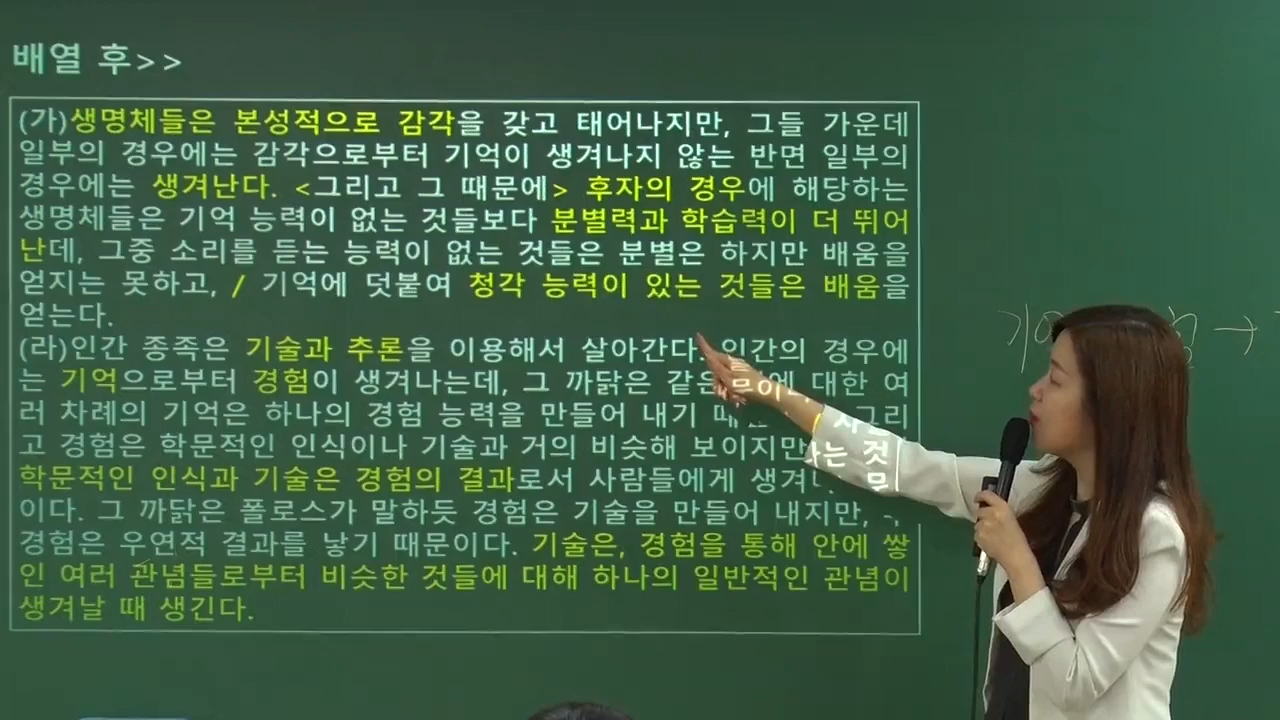 배열 후>>
(가)생명체들은 본성적으로 감각을 갖고 태어나지만, 그들 가운데
일부의 경우에는 감각으로부터 기억이 생겨나지 않는 반면 일부의
경우에는 생겨난다. <그리고 그 때문에> 후자의 경우에 해당하는
생명체들은 기억 능력이 없는 것들보다 분별력과 학습력이 더 뛰어
난데, 그중 소리를 듣는 능력이 없는 것들은 분별은 하지만 배움을
얻지는 못하고, / 기억에 덧붙여 청각 능력이 있는 것들은 배움을
얻는다.
(라)인간 종족은 기술과 추론을 이용해서 살아간다. 인간의 경우에
는 기억으로부터 경험이 생겨나는데, 그 까닭은 같은 대한 여
러 차례의 기억은 하나의 경험 능력을 만들어 내기 그리
고 경험은 학문적인 인식이나 기술과 거의 비슷해 보이지만
학문적인 인식과 기술은 경험의 결과로서 사람들에게 는 것
이다. 그 까닭은 폴로스가 말하듯 경험은 기술을 만들어 내지만,
경험은 우연적 결과를 낳기 때문이다. 기술은, 경험을 통해 안에 쌓
인 여러 관념들로부터 비슷한 것들에 대해 하나의 일반적인 관념이
생겨날 때 생긴다.